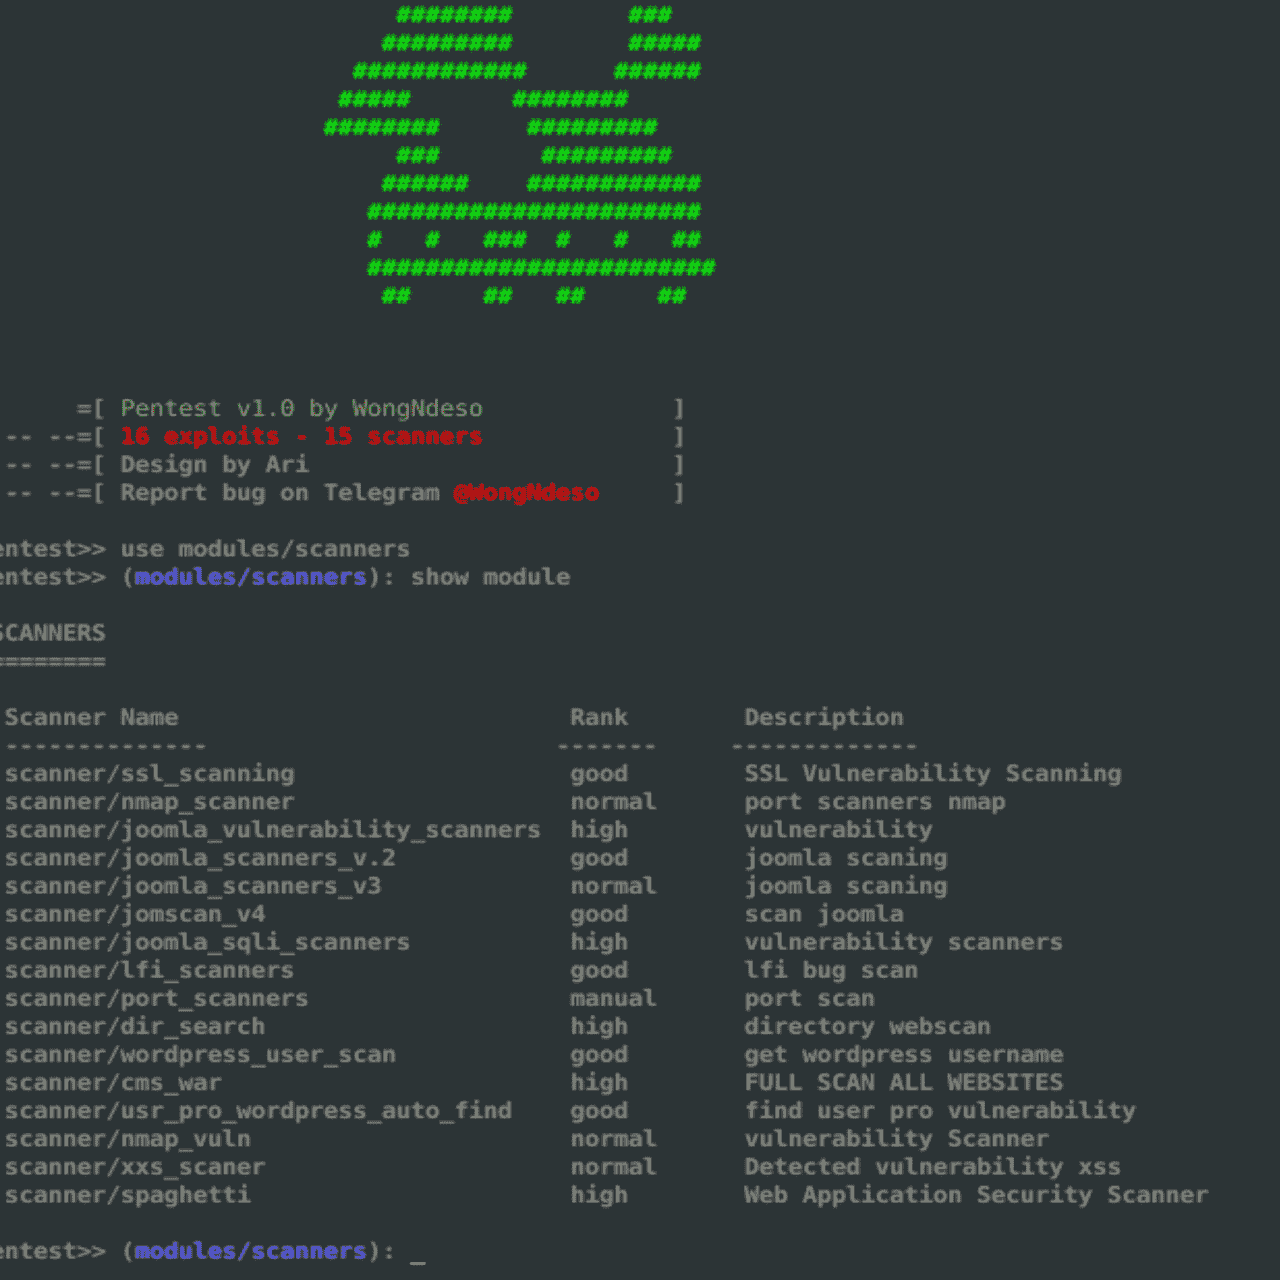 ########        ###
#########        #####
############      ######
#####       ########
########      #########
###       #########
######    ############
#######################
#   #   ###  #   #   ##
########################
##     ##   ##     ##
=[ Pentest v1.0 by WongNdeso ]
-- --=[ 16 exploits - 15 scanners ]
-- --=[ Design by Ari ]
-- --=[ Report bug on Telegram @WongNdeso ]
entest>> use modules/scanners
entest>> (modules/scanners): show module
SCANNERS
========
Scanner Name Rank Description
-------------- ------- -------------
scanner/ssl_scanning good SSL Vulnerability Scanning
scanner/nmap_scanner normal port scanners nmap
scanner/joomla_vulnerability_scanners high vulnerability
scanner/joomla_scanners_v.2 good joomla scaning
scanner/joomla_scanners_v3 normal joomla scaning
scanner/jomscan_v4 good scan joomla
scanner/joomla_sqli_scanners high vulnerability scanners
scanner/lfi_scanners good lfi bug scan
scanner/port_scanners manual port scan
scanner/dir_search high directory webscan
scanner/wordpress_user_scan good get wordpress username
scanner/cms_war high FULL SCAN ALL WEBSITES
scanner/usr_pro_wordpress_auto_find good find user pro vulnerability
scanner/nmap_vuln normal vulnerability Scanner
scanner/xxs_scaner normal Detected vulnerability xss
scanner/spaghetti high Web Application Security Scanner
entest>> (modules/scanners): _